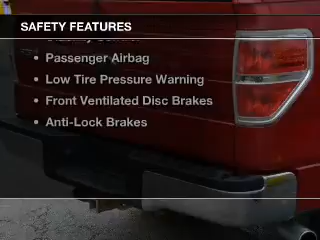 SAFETY FEATURES
• Passenger Airbag
• Low Tire Pressure Warning
• Front Ventilated Disc Brakes
• Anti-Lock Brakes